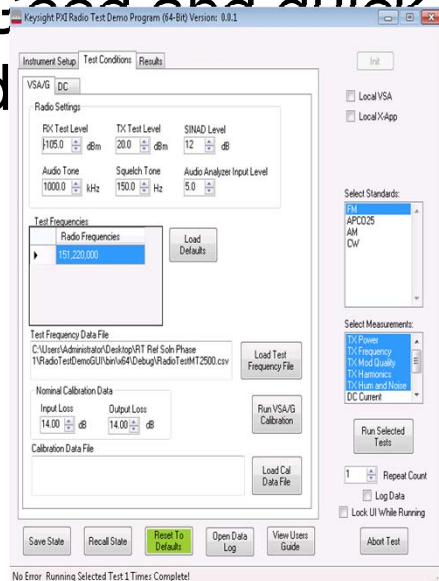 Keysight PXI Radio Test Demo Program (64-Bit) Version: 0.0.1
Instrument Setup Test Conditions Results
Init
VSA/G DC
Local VSA
Local X-App
Radio Settings
RX Test Level TX Test Level SINAD Level
-105.0 dBm 20.0 dBm 12 dB
Audio Tone Squelch Tone Audio Analyzer Input Level
1000.0 kHz 150.0 Hz 5.0
Select Standards:
FM
APCO25
AM
CW
Test Frequencies
Radio Frequencies
151,220,000
Load
Defaults
Select Measurements:
TX Power
TX Frequency
TX Mod Quality
TX Harmonics
TX Hum and Noise
DC Current
Test Frequency Data File
C:\Users\Administrator\Desktop\RT Ref Soln Phase
1\RadioTestDemoGUI\bin\x64\Debug\RadioTestMT2500.csv
Load Test
Frequency File
Nominal Calibration Data
Input Loss Output Loss
14.00 dB 14.00 dB
Run VSA/G
Calibration
Run Selected
Tests
Calibration Data File
Load Cal
Data File
1 Repeat Count
Log Data
Lock UI While Running
Save State Recall State Reset To
Defaults Open Data
Log View Users
Guide Abort Test
No Error Running Selected Test 1 Times Complete!